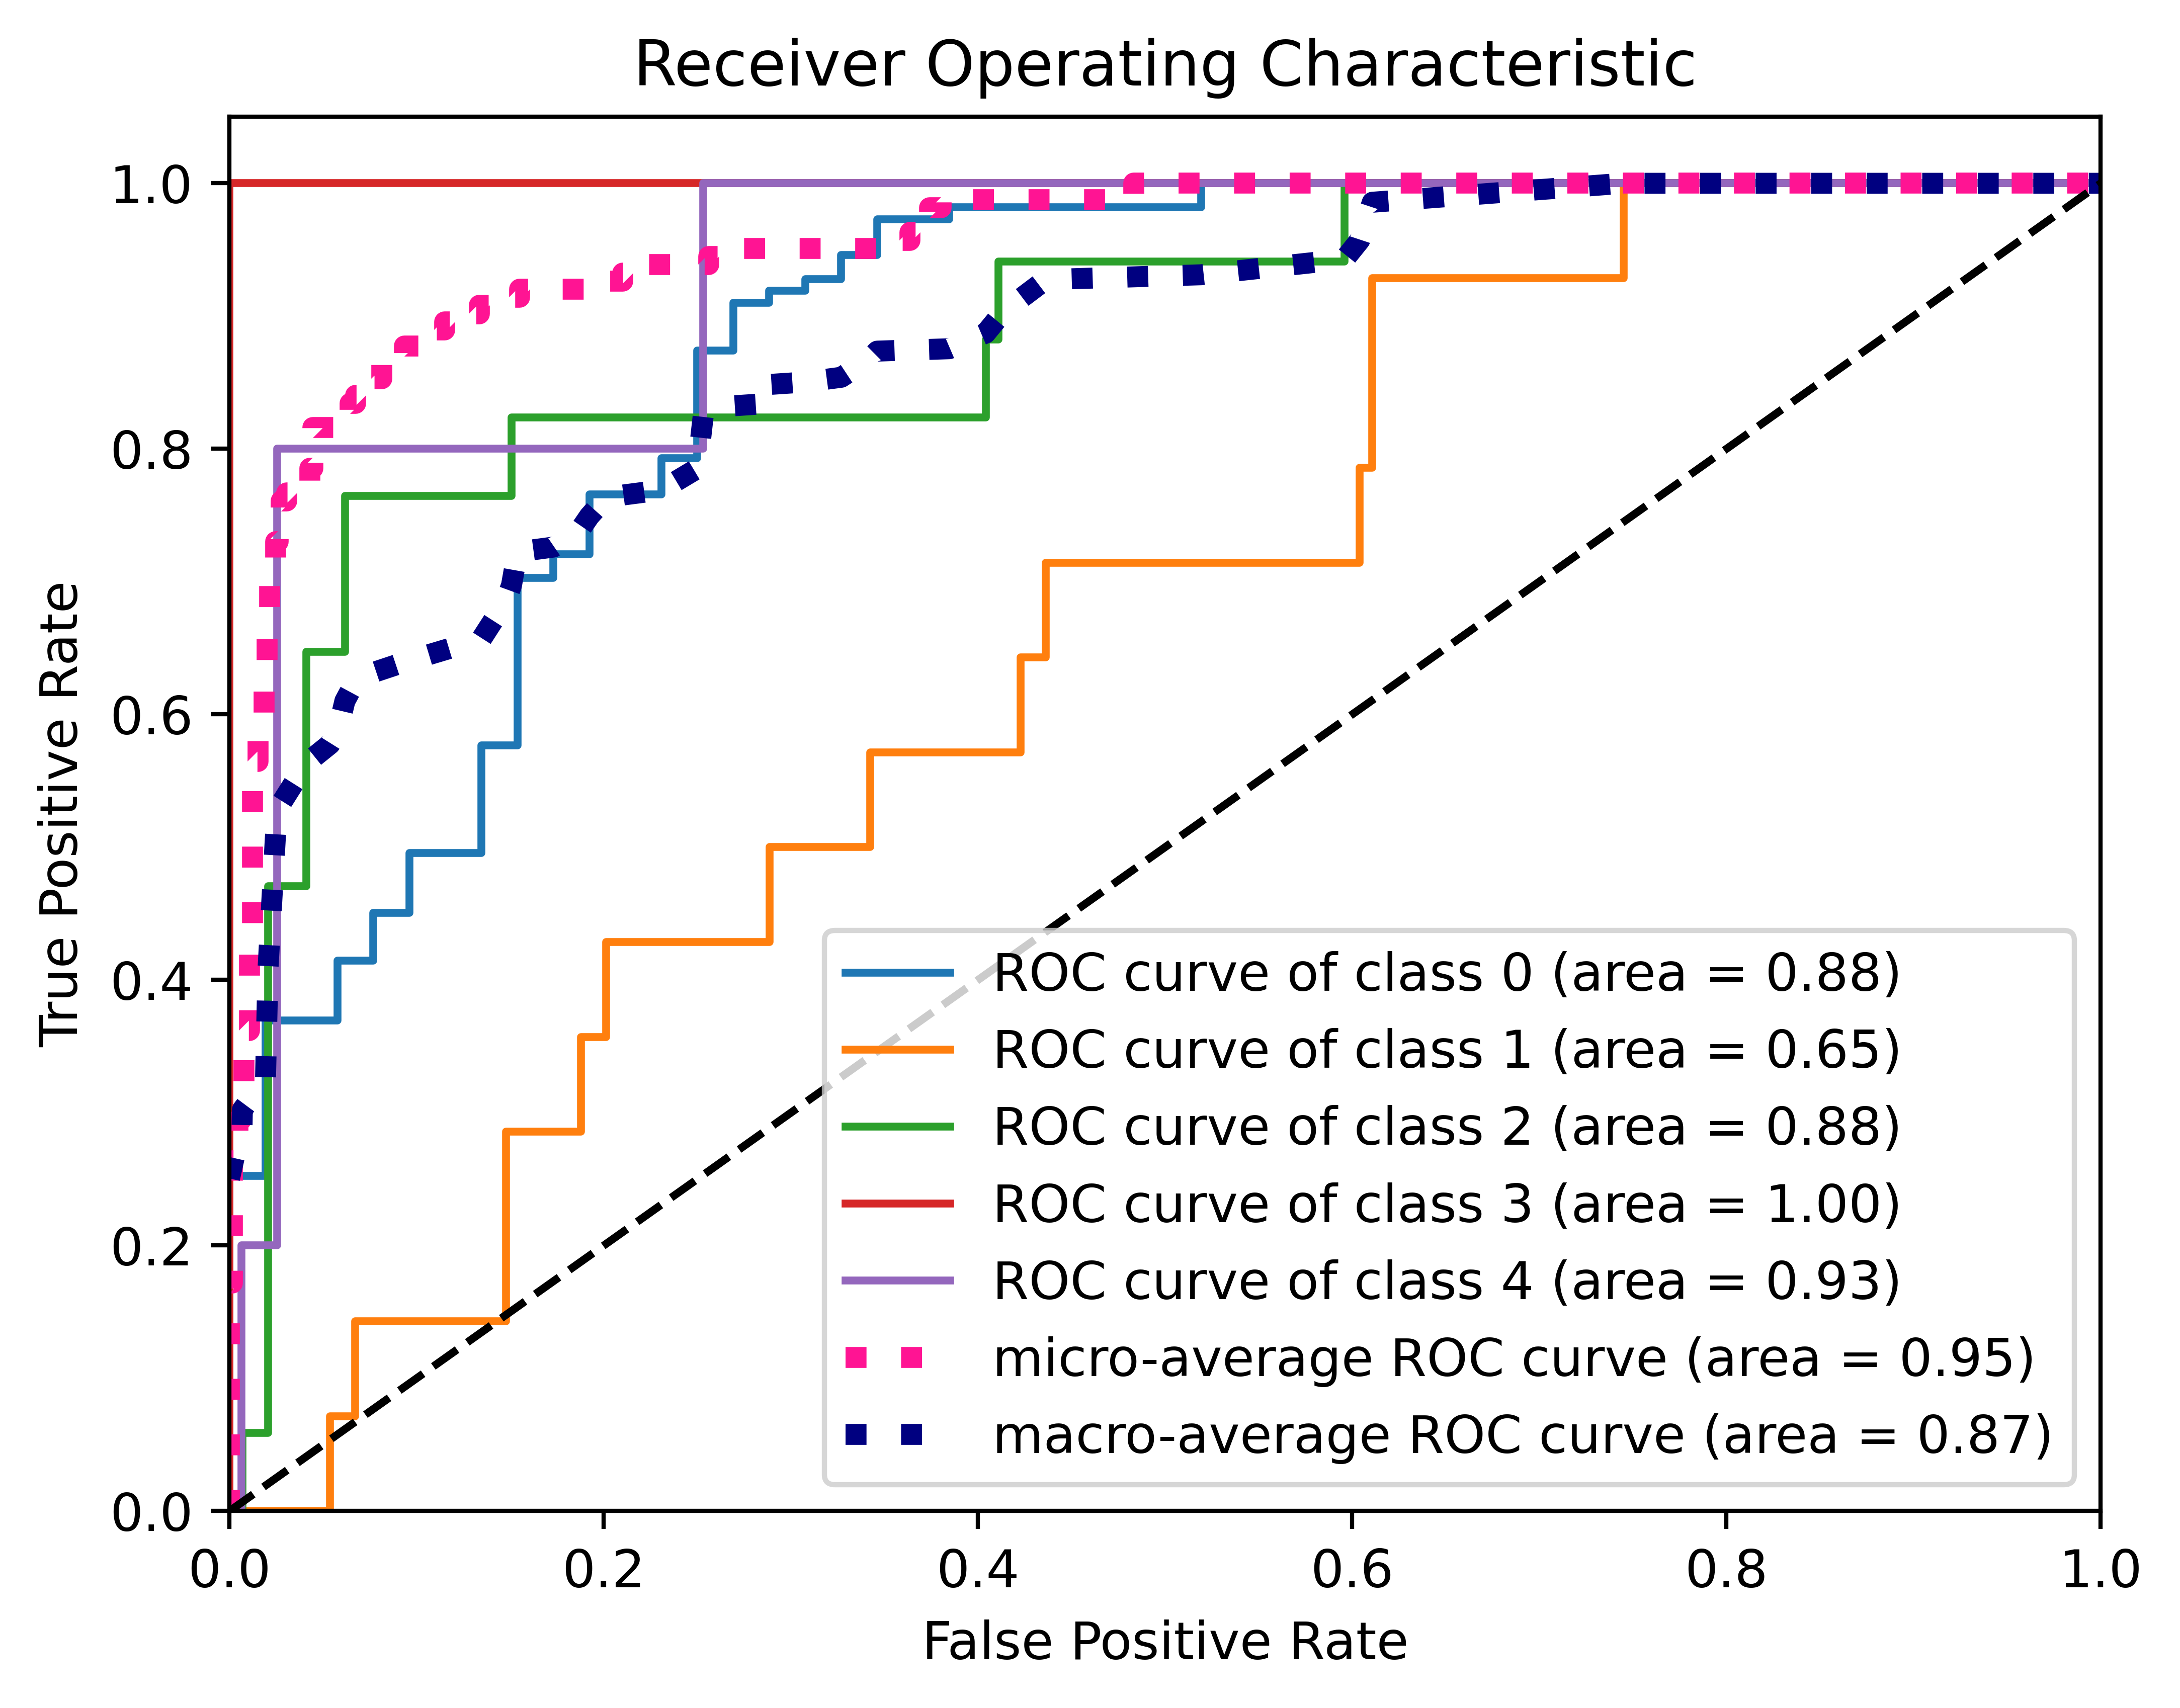 Receiver Operating Characteristic
True Positive Rate
1.0
0.8
0.6
0.4
0.2
0.0
ROC curve of class 0 (area = 0.88)
ROC curve of class 1 (area = 0.65)
ROC curve of class 2 (area = 0.88)
ROC curve of class 3 (area = 1.00)
ROC curve of class 4 (area = 0.93)
micro-average ROC curve (area = 0.95)
macro-average ROC curve (area = 0.87)
0.0 0.2 0.4 0.6 0.8 1.0
False Positive Rate